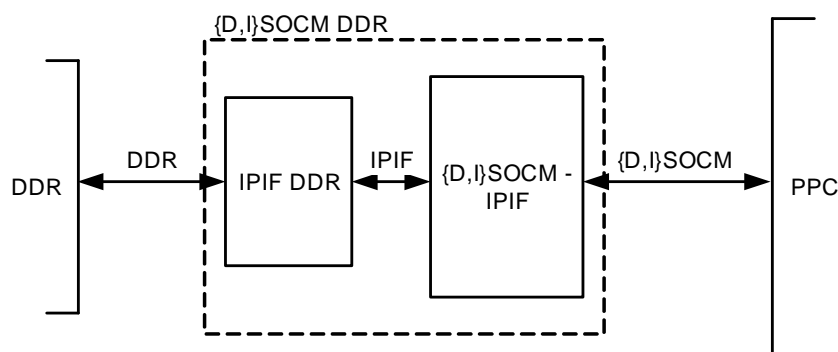 {D,I}SOCM DDR
DDR
DDR
IPIF DDR
IPIF
{D,I}SOCM -
IPIF
{D,I}SOCM
PPC